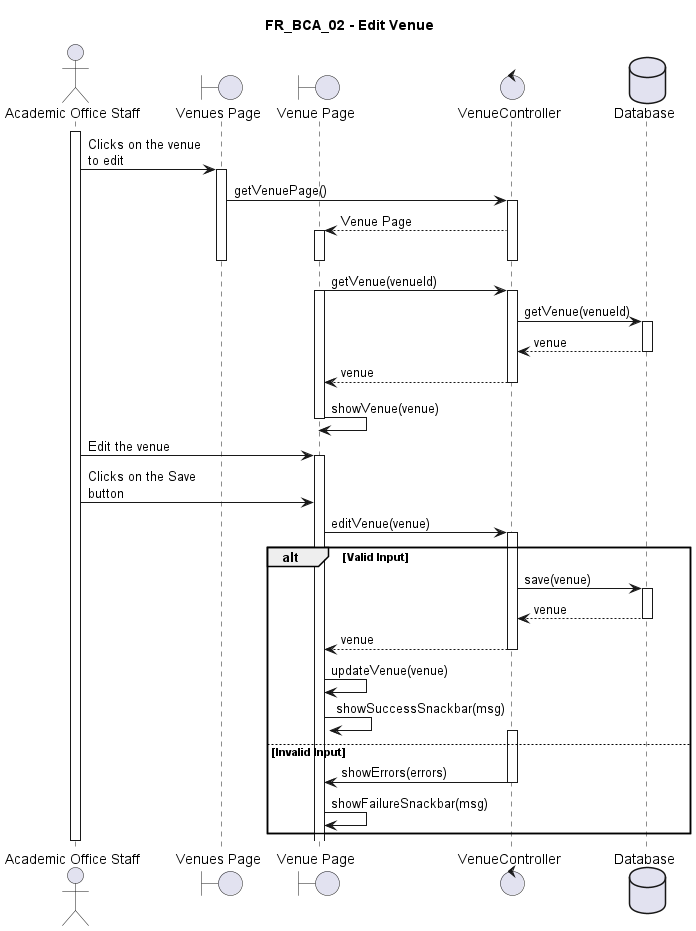 FR_BCA_02 - Edit Venue
Academic Office Staff
Venues Page
Venue Page
VenueController
Database
Clicks on the venue
to edit
getVenuePage()
Venue Page
getVenue(venueId)
getVenue(venueId)
venue
venue
showVenue(venue)
Edit the venue
Clicks on the Save
button
editVenue(venue)
alt
[Valid Input]
save(venue)
venue
venue
updateVenue(venue)
showSuccessSnackbar(msg)
[Invalid Input]
showErrors(errors)
showFailureSnackbar(msg)
Academic Office Staff
Venues Page
Venue Page
VenueController
Database